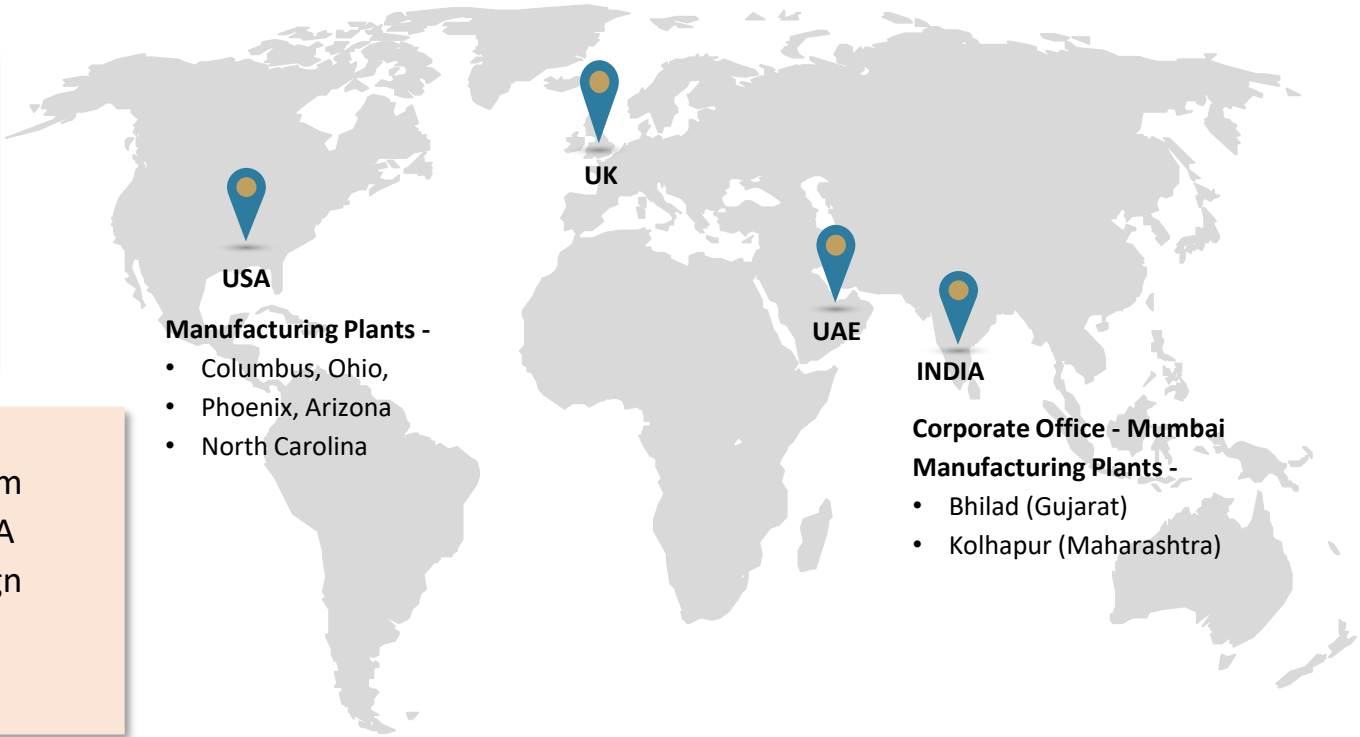 UK
USA
UAE
INDIA
Manufacturing Plants -
• Columbus, Ohio,
• Phoenix, Arizona
• North Carolina
Corporate Office - Mumbai
Manufacturing Plants -
• Bhilad (Gujarat)
• Kolhapur (Maharashtra)